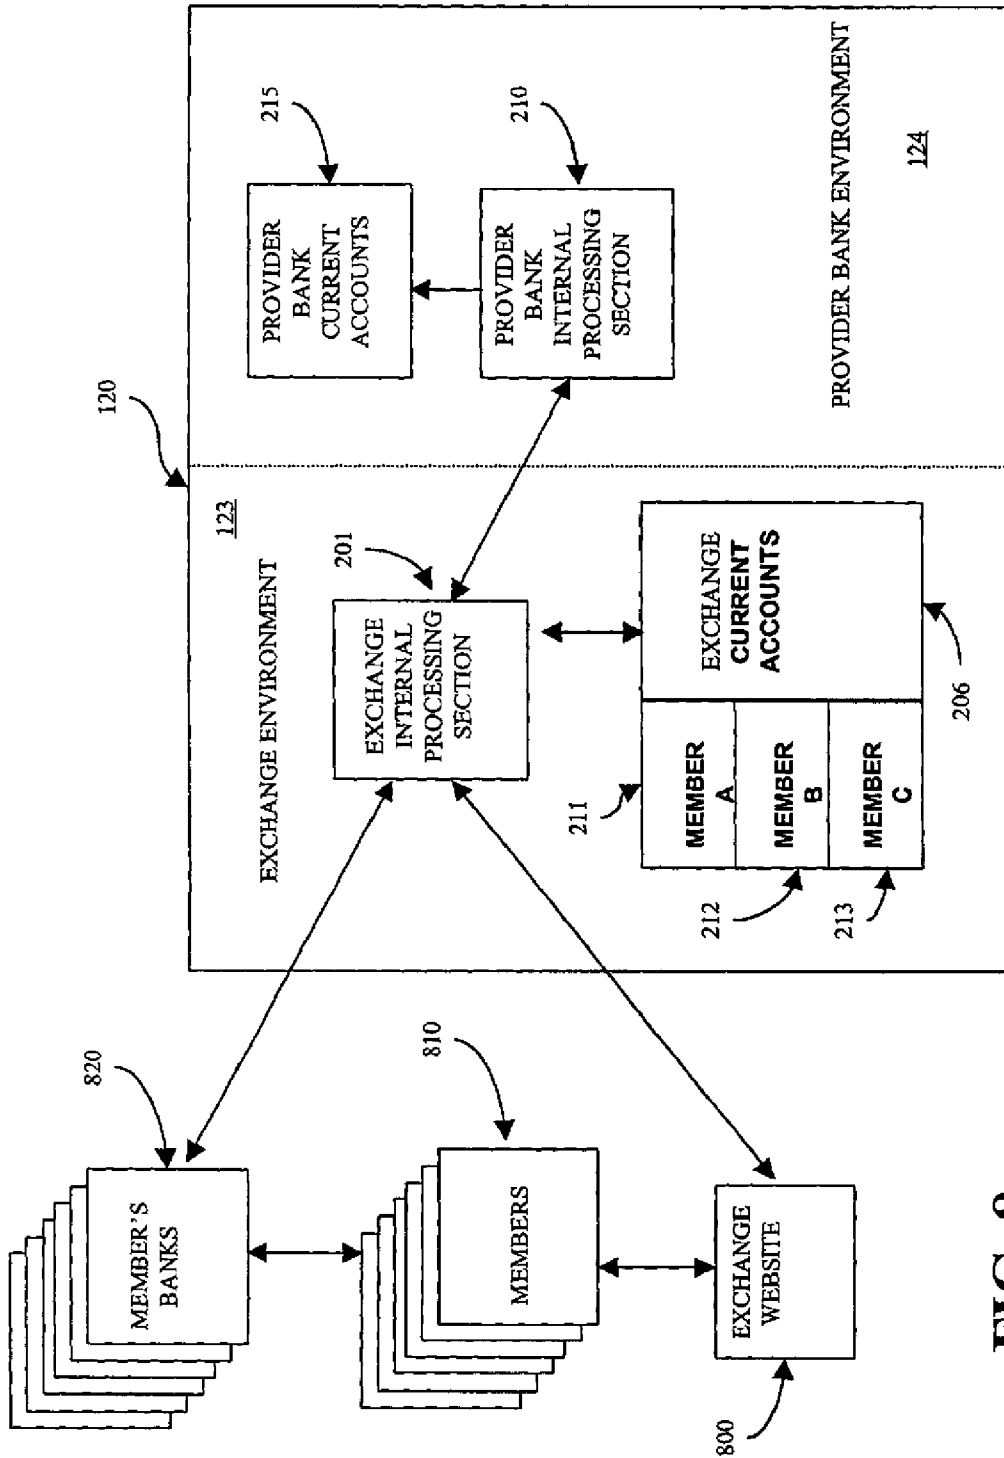 820
MEMBER'S
BANKS
810
MEMBERS
EXCHANGE
WEBSITE
800
120
EXCHANGE ENVIRONMENT
123
201
EXCHANGE
INTERNAL
PROCESSING
SECTION
211
MEMBER
A
212
MEMBER
B
213
MEMBER
C
EXCHANGE
CURRENT
ACCOUNTS
206
215
PROVIDER
BANK
CURRENT
ACCOUNTS
210
PROVIDER
BANK
INTERNAL
PROCESSING
SECTION
PROVIDER BANK ENVIRONMENT
124
FIG.